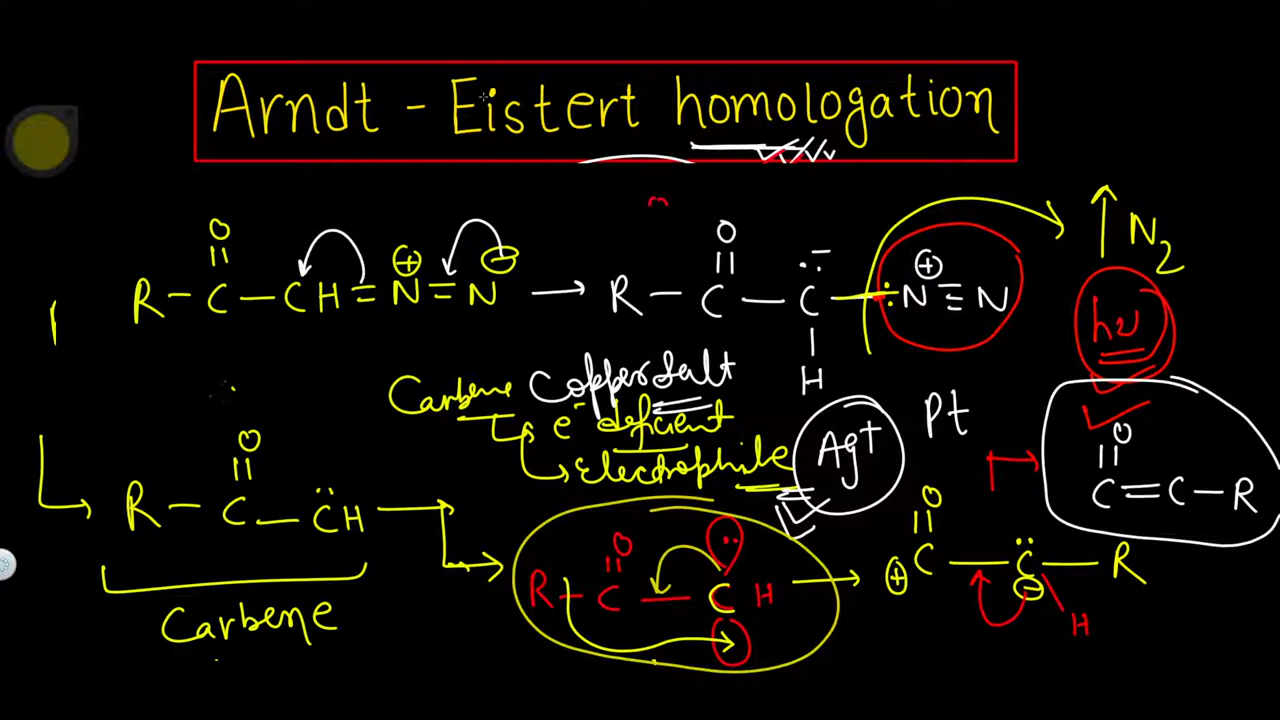 Arndt - Eistert homologation
O O N2
R - C - CH = N = N → R - C - C - N ≡ N hν
H
Carbene Copper Salt
e⁻ deficient Ag+ Pt
Electrophile
O O
R - C - CH C = C - R
O O
R - C - C H → C - C - R
Carbene H